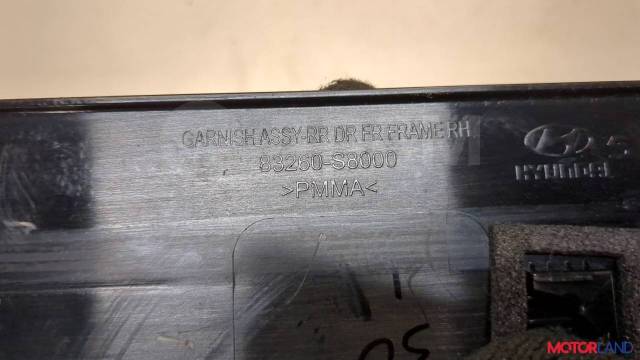 GARNISH ASSY-RR DR FR FRAME RH
83260-S8000
>PMMA<
HYUNDAI
MOTORLAND